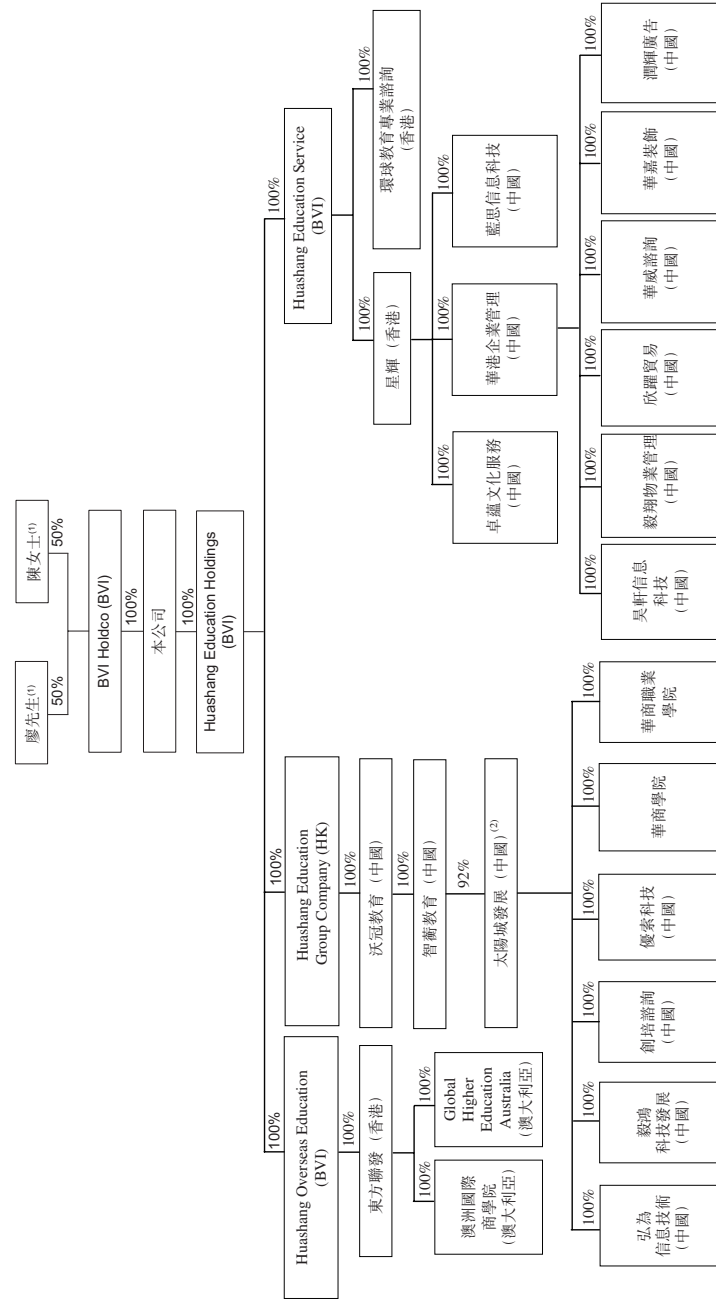 廖先生(1)
陳女士(1)
50%
50%
BVI Holdco (BVI)
100%
本公司
100%
Huashang Education Holdings
(BVI)
100%
100%
100%
Huashang Overseas Education
(BVI)
Huashang Education
Group Company (HK)
Huashang Education Service
(BVI)
100%
100%
100%
100%
東方聯發（香港）
沃冠教育（中國）
星輝（香港）
環球教育專業諮詢
（香港）
100%
智蘅教育（中國）
100%
100%
澳洲國際
商學院
（澳大利亞）
Global
Higher
Education
Australia
（澳大利亞）
92%
太陽城發展（中國）(2)
100%
100%
100%
卓蘊文化服務
（中國）
華港企業管理
（中國）
藍思信息科技
（中國）
100%
100%
100%
100%
100%
100%
弘為
信息技術
（中國）
毅鴻
科技發展
（中國）
創培諮詢
（中國）
優索科技
（中國）
華商學院
華商職業
學院
100%
100%
100%
100%
100%
100%
昊軒信息
科技
（中國）
毅翔物業管理
（中國）
欣躍貿易
（中國）
華威諮詢
（中國）
華嘉裝飾
（中國）
潤輝廣告
（中國）